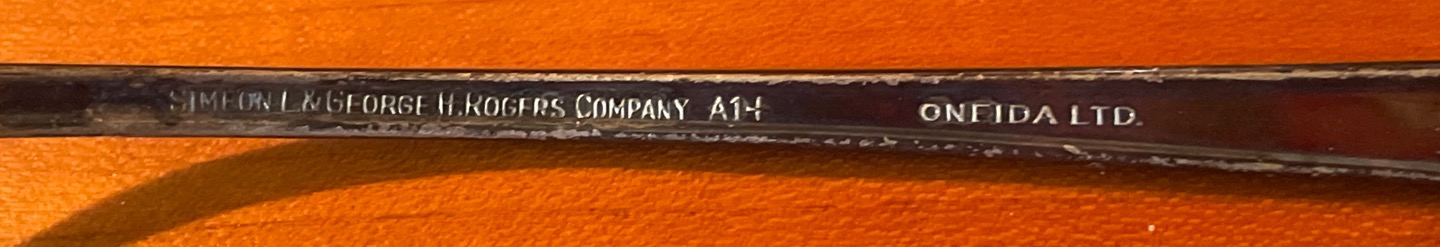 SIMEON L & GEORGE H. ROGERS COMPANY A1+ ONEIDA LTD.